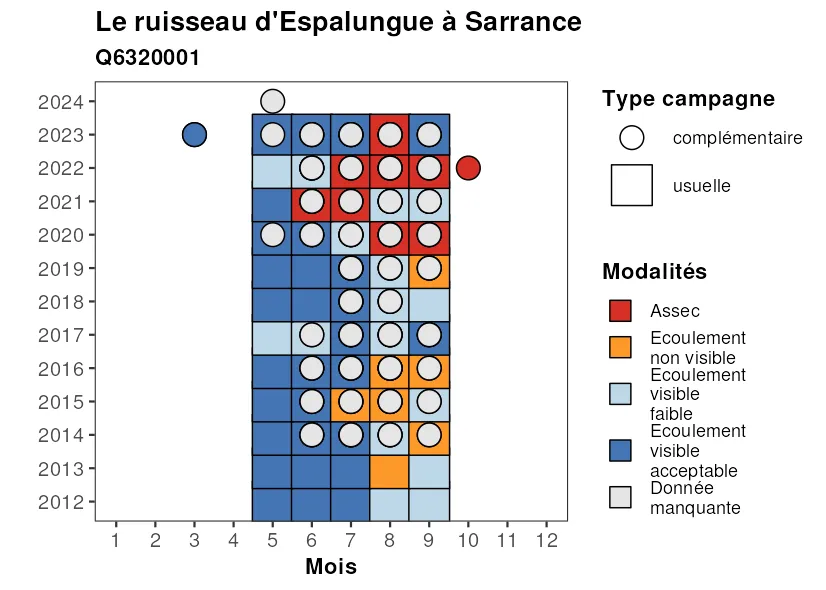 Le ruisseau d'Espalungue à Sarrance
Q6320001
2024
2023
2022
2021
2020
2019
2018
2017
2016
2015
2014
2013
2012
1 2 3 4 5 6 7 8 9 10 11 12
Mois
Type campagne
complémentaire
usuelle
Modalités
Assec
Ecoulement
non visible
Ecoulement
visible
faible
Ecoulement
visible
acceptable
Donnée
manquante